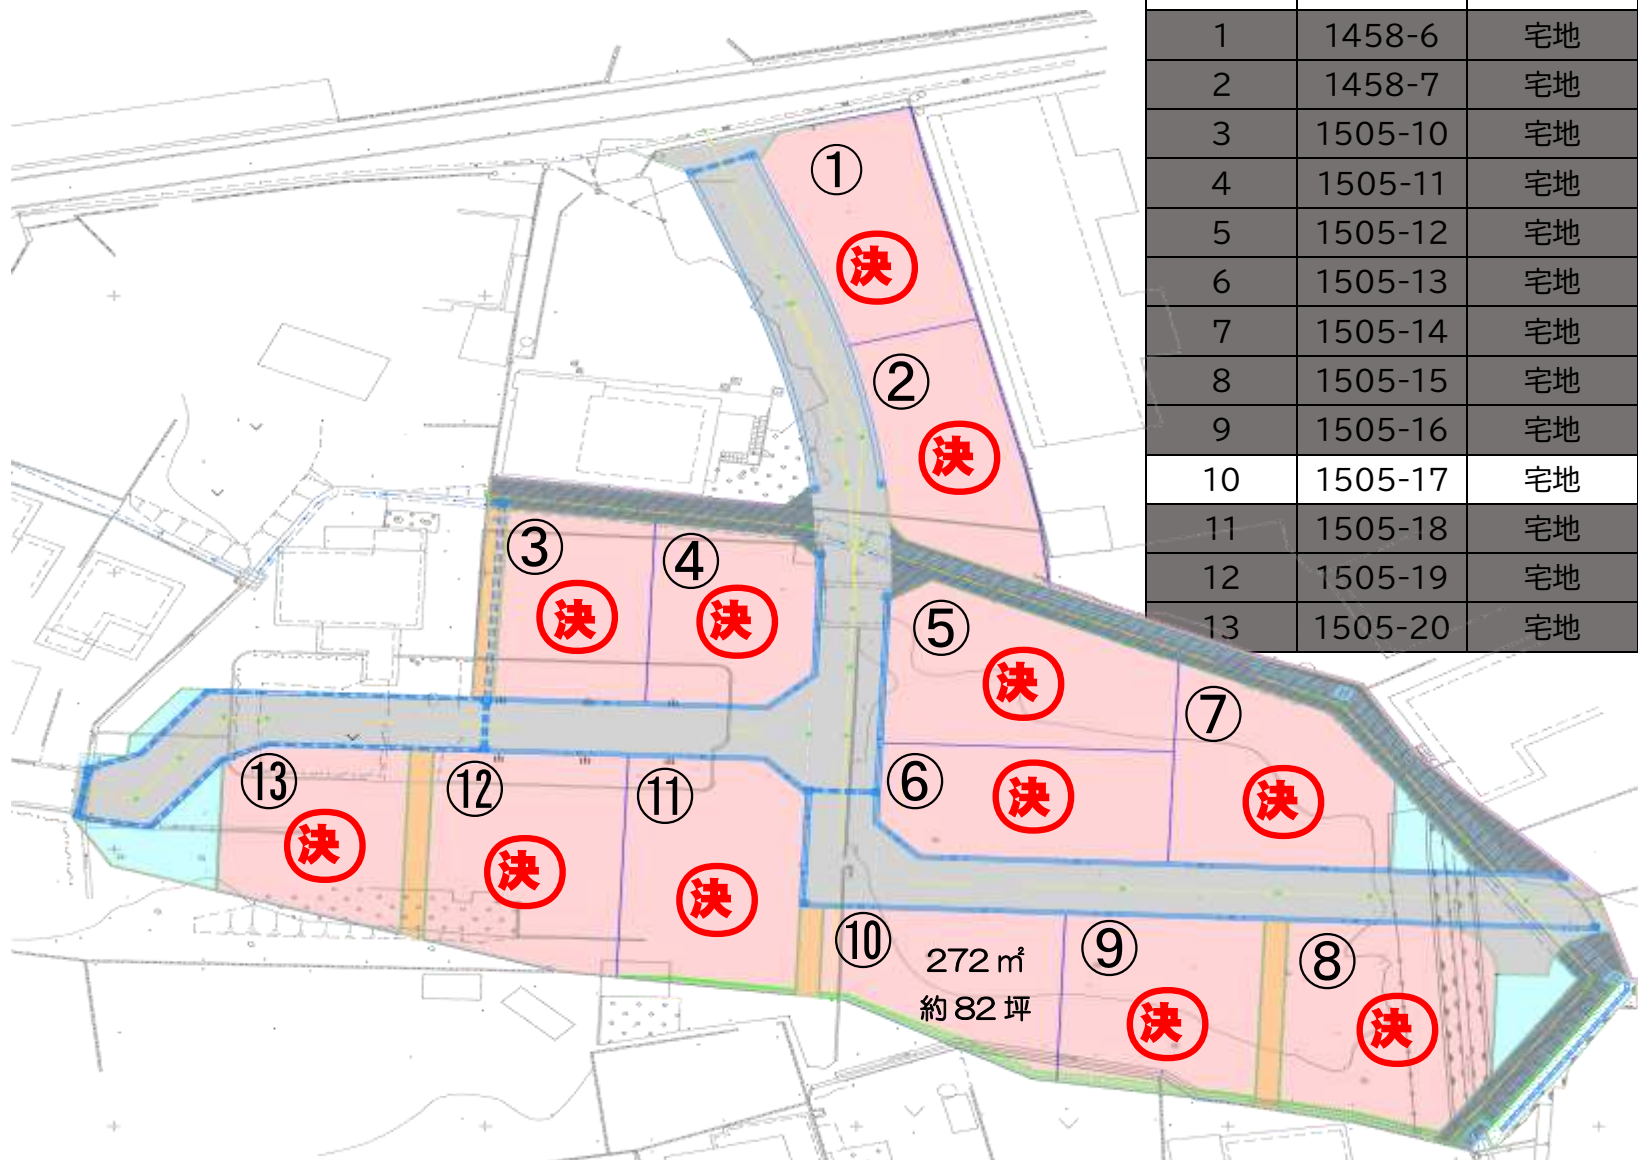 1 1458-6 宅地
2 1458-7 宅地
3 1505-10 宅地
4 1505-11 宅地
5 1505-12 宅地
6 1505-13 宅地
7 1505-14 宅地
8 1505-15 宅地
9 1505-16 宅地
10 1505-17 宅地
11 1505-18 宅地
12 1505-19 宅地
13 1505-20 宅地
①
決
②
決
③
決
④
決
⑤
決
⑥
決
⑦
決
⑬
決
⑫
決
⑪
決
⑩
272㎡
約82坪
⑨
決
⑧
決